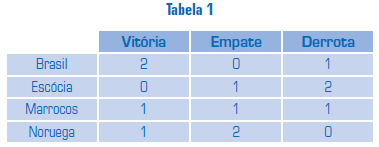 Tabela 1
Vitória Empate Derrota
Brasil 2 0 1
Escócia 0 1 2
Marrocos 1 1 1
Noruega 1 2 0